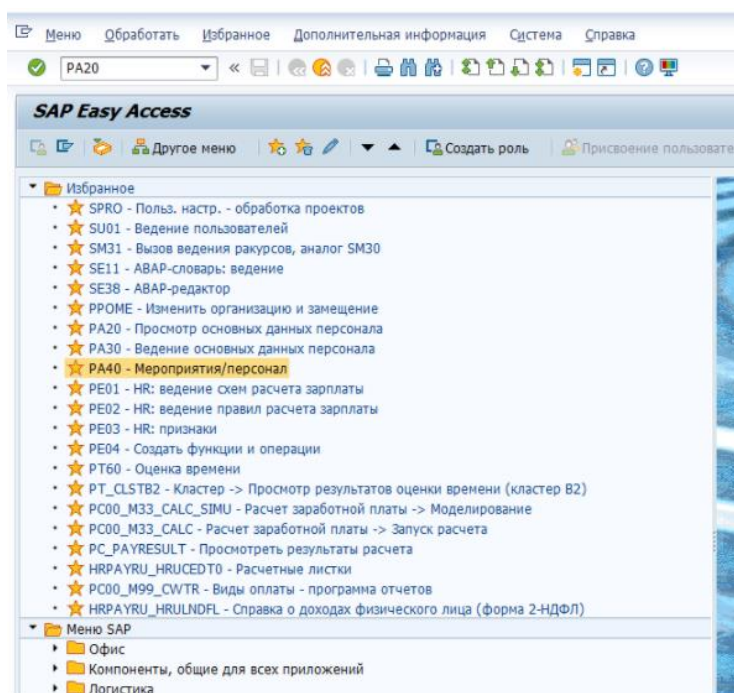 Меню Обработать Избранное Дополнительная информация Система Справка
PA20
SAP Easy Access
Другое меню Создать роль Присвоение пользовате
Избранное
SPRO - Польз. настр. - обработка проектов
SU01 - Ведение пользователей
SM31 - Вызов ведения ракурсов, аналог SM30
SE11 - ABAP-словарь: ведение
SE38 - ABAP-редактор
PPOME - Изменить организацию и замещение
PA20 - Просмотр основных данных персонала
PA30 - Ведение основных данных персонала
PA40 - Мероприятия/персонал
PE01 - HR: ведение схем расчета зарплаты
PE02 - HR: ведение правил расчета зарплаты
PE03 - HR: признаки
PE04 - Создать функции и операции
PT60 - Оценка времени
PT_CLSTB2 - Кластер -> Просмотр результатов оценки времени (кластер B2)
PC00_M33_CALC_SIMU - Расчет заработной платы -> Моделирование
PC00_M33_CALC - Расчет заработной платы -> Запуск расчета
PC_PAYRESULT - Просмотреть результаты расчета
HRPAYRU_HRUCEDT0 - Расчетные листки
PC00_M99_CWTR - Виды оплаты - программа отчетов
HRPAYRU_HRULNDFL - Справка о доходах физического лица (форма 2-НДФЛ)
Меню SAP
Офис
Компоненты, общие для всех приложений
Логистика